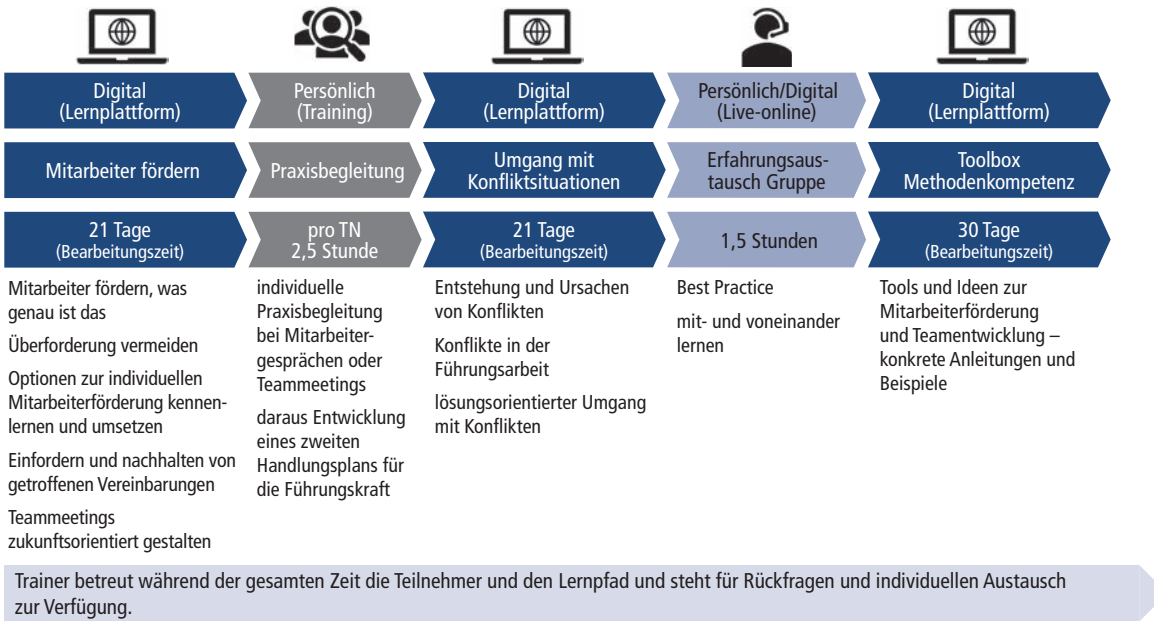 Digital
(Lernplattform)
Persönlich
(Training)
Digital
(Lernplattform)
Persönlich/Digital
(Live-online)
Digital
(Lernplattform)
Mitarbeiter fördern
Praxisbegleitung
Umgang mit
Konfliktsituationen
Erfahrungsaus-
tausch Gruppe
Toolbox
Methodenkompetenz
21 Tage
(Bearbeitungszeit)
pro TN
2,5 Stunde
21 Tage
(Bearbeitungszeit)
1,5 Stunden
30 Tage
(Bearbeitungszeit)
Mitarbeiter fördern, was
genau ist das
Überforderung vermeiden
Optionen zur individuellen
Mitarbeiterförderung kennen-
lernen und umsetzen
Einfordern und nachhalten von
getroffenen Vereinbarungen
Teammeetings
zukunftsorientiert gestalten
individuelle
Praxisbegleitung
bei Mitarbeiter-
gesprächen oder
Teammeetings
daraus Entwicklung
eines zweiten
Handlungsplans für
die Führungskraft
Entstehung und Ursachen
von Konflikten
Konflikte in der
Führungsarbeit
lösungsorientierter Umgang
mit Konflikten
Best Practice
mit- und voneinander
lernen
Tools und Ideen zur
Mitarbeiterförderung
und Teamentwicklung –
konkrete Anleitungen und
Beispiele
Trainer betreut während der gesamten Zeit die Teilnehmer und den Lernpfad und steht für Rückfragen und individuellen Austausch
zur Verfügung.